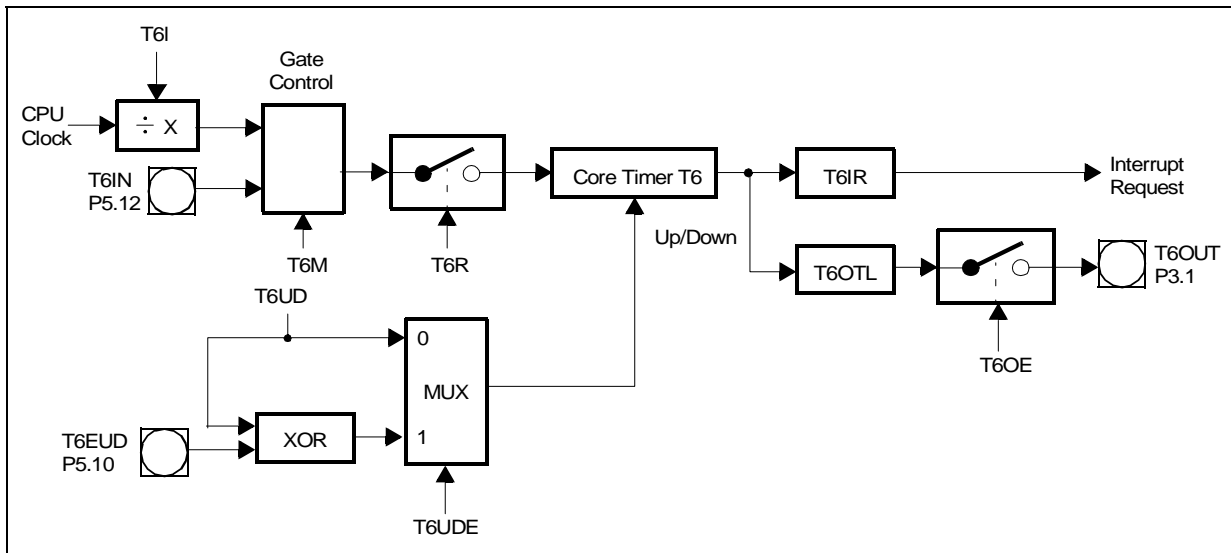 T6I
Gate
Control
CPU
Clock
÷ X
T6IN
P5.12
T6M
T6R
Core Timer T6
Up/Down
T6IR
Interrupt
Request
T6OTL
T6OUT
P3.1
T6OE
T6UD
0
MUX
1
XOR
T6EUD
P5.10
T6UDE